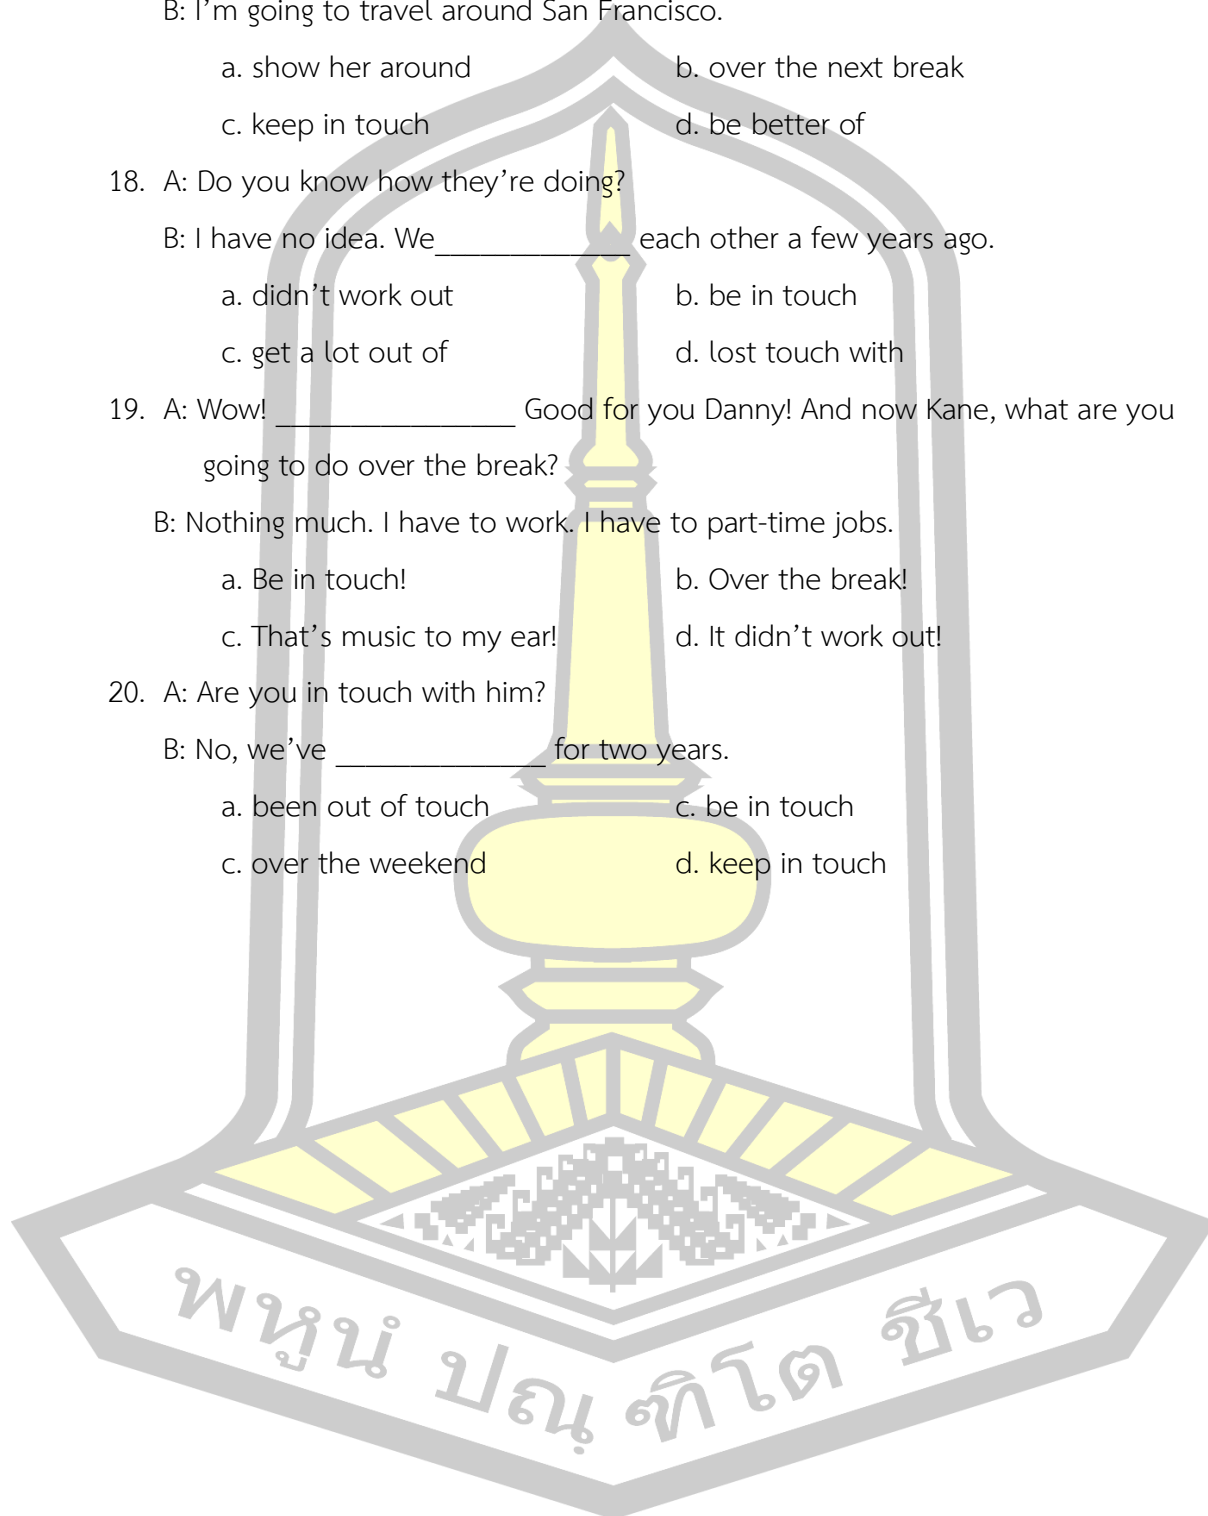 B: I'm going to travel around San Francisco.
a. show her around b. over the next break
c. keep in touch d. be better of
18. A: Do you know how they're doing?
B: I have no idea. We_____________ each other a few years ago.
a. didn't work out b. be in touch
c. get a lot out of d. lost touch with
19. A: Wow! ________________ Good for you Danny! And now Kane, what are you
going to do over the break?
B: Nothing much. I have to work. I have to part-time jobs.
a. Be in touch! b. Over the break!
c. That's music to my ear! d. It didn't work out!
20. A: Are you in touch with him?
B: No, we've ______________ for two years.
a. been out of touch c. be in touch
c. over the weekend d. keep in touch
พหูนํ ปณฺฑิโต ชีเว